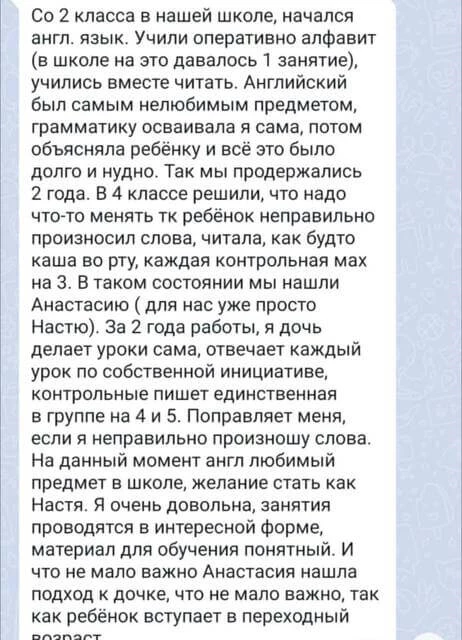 Со 2 класса в нашей школе, начался
англ. язык. Учили оперативно алфавит
(в школе на это давалось 1 занятие),
учились вместе читать. Английский
был самым нелюбимым предметом,
грамматику осваивала я сама, потом
объясняла ребёнку и всё это было
долго и нудно. Так мы продержались
2 года. В 4 классе решили, что надо
что-то менять тк ребёнок неправильно
произносил слова, читала, как будто
каша во рту, каждая контрольная мах
на 3. В таком состоянии мы нашли
Анастасию ( для нас уже просто
Настю). За 2 года работы, я дочь
делает уроки сама, отвечает каждый
урок по собственной инициативе,
контрольные пишет единственная
в группе на 4 и 5. Поправляет меня,
если я неправильно произношу слова.
На данный момент англ любимый
предмет в школе, желание стать как
Настя. Я очень довольна, занятия
проводятся в интересной форме,
материал для обучения понятный. И
что не мало важно Анастасия нашла
подход к дочке, что не мало важно, так
как ребёнок вступает в переходный
возраст